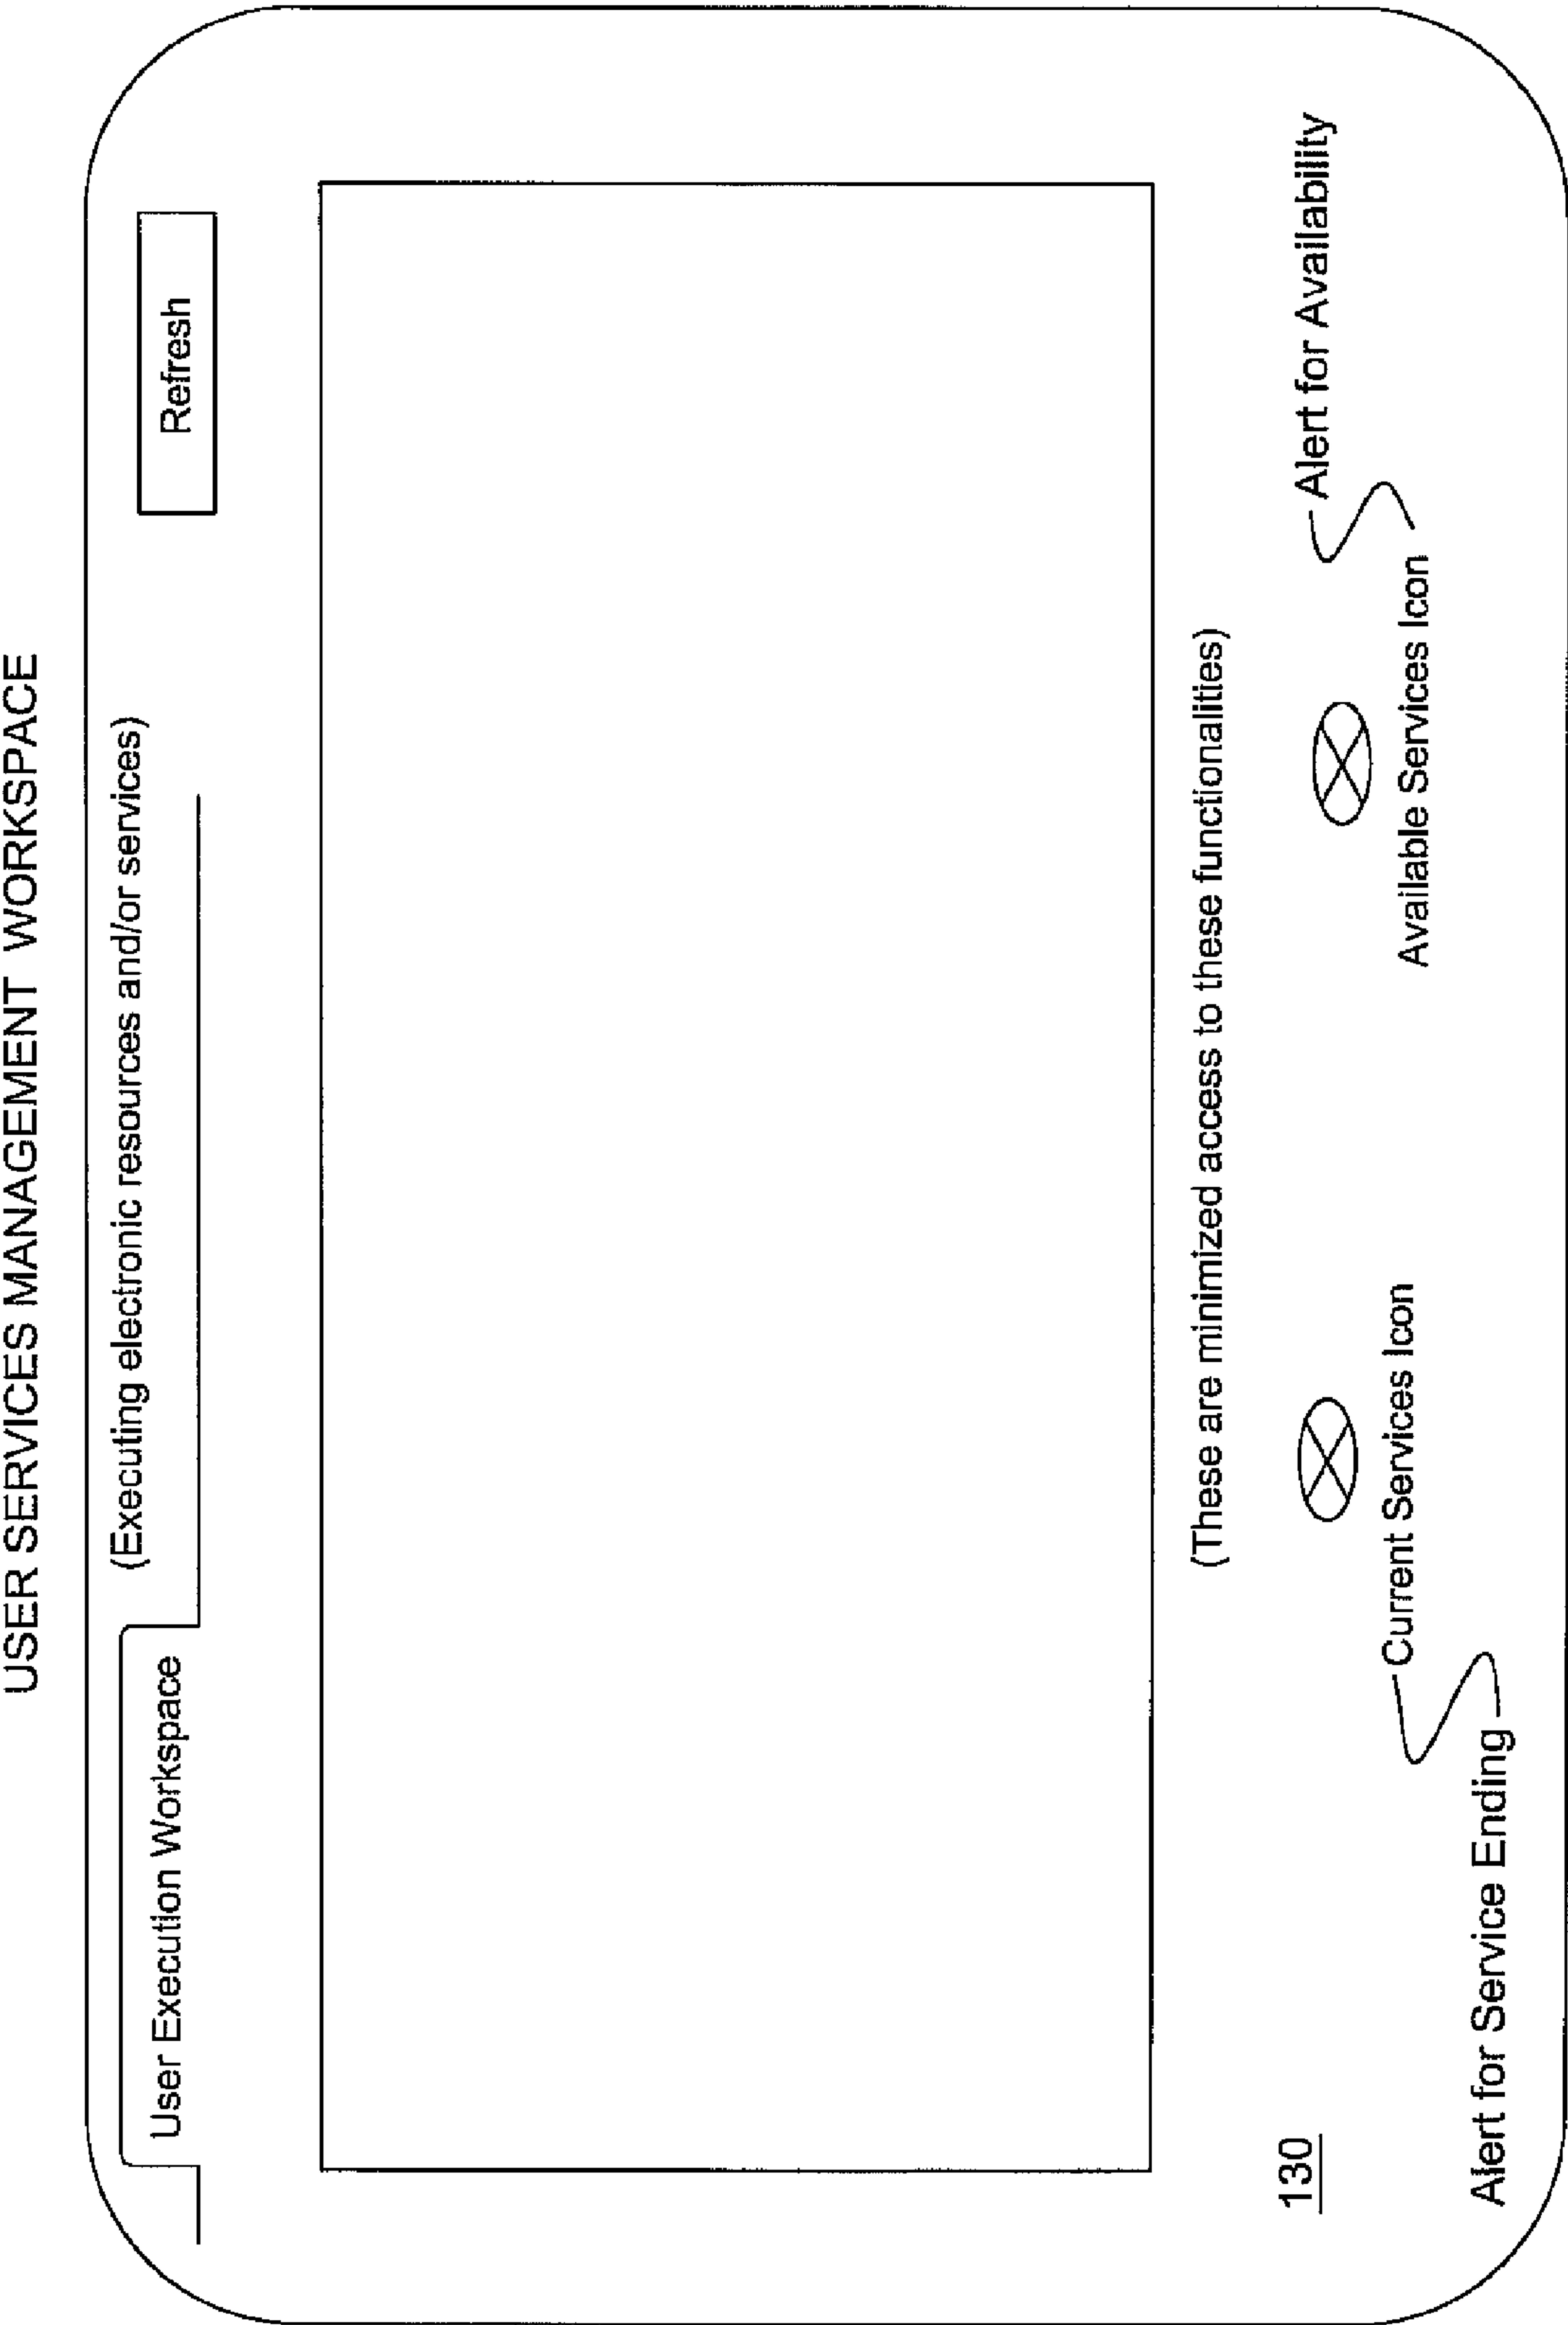 USER SERVICES MANAGEMENT WORKSPACE
User Execution Workspace
(Executing electronic resources and/or services)
Refresh
(These are minimized access to these functionalities)
130
Alert for Availability
Current Services Icon
Available Services Icon
Alert for Service Ending